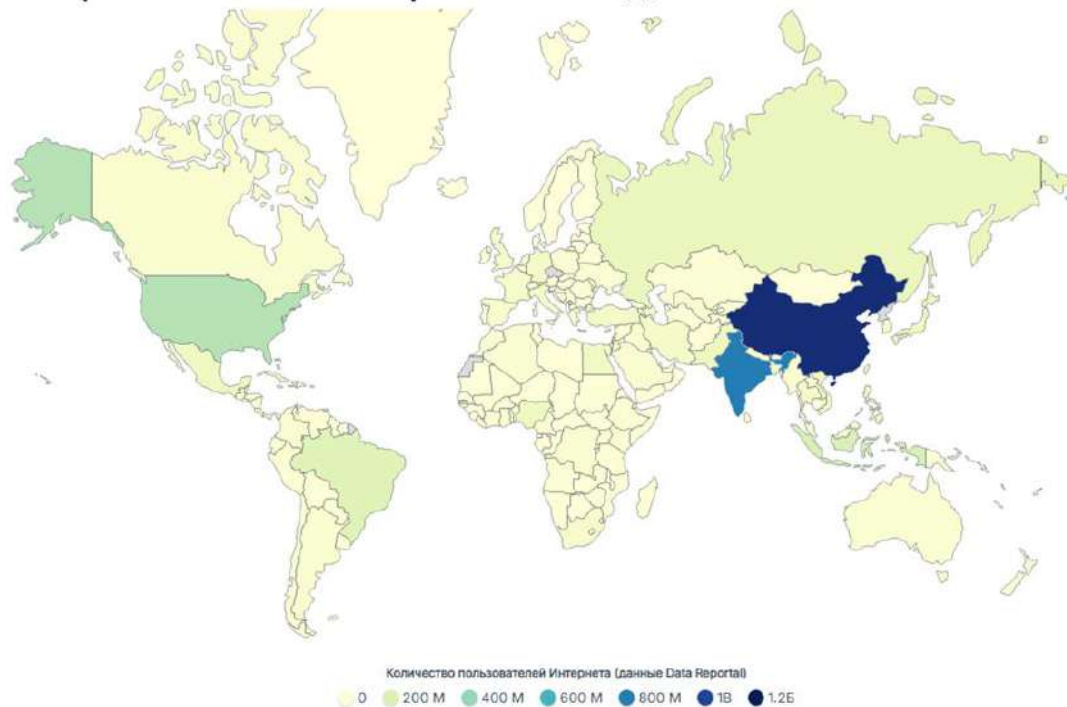 Количество пользователей Интернета (данные Data Reportal)
0 200 M 400 M 600 M 800 M 1B 1.2Б